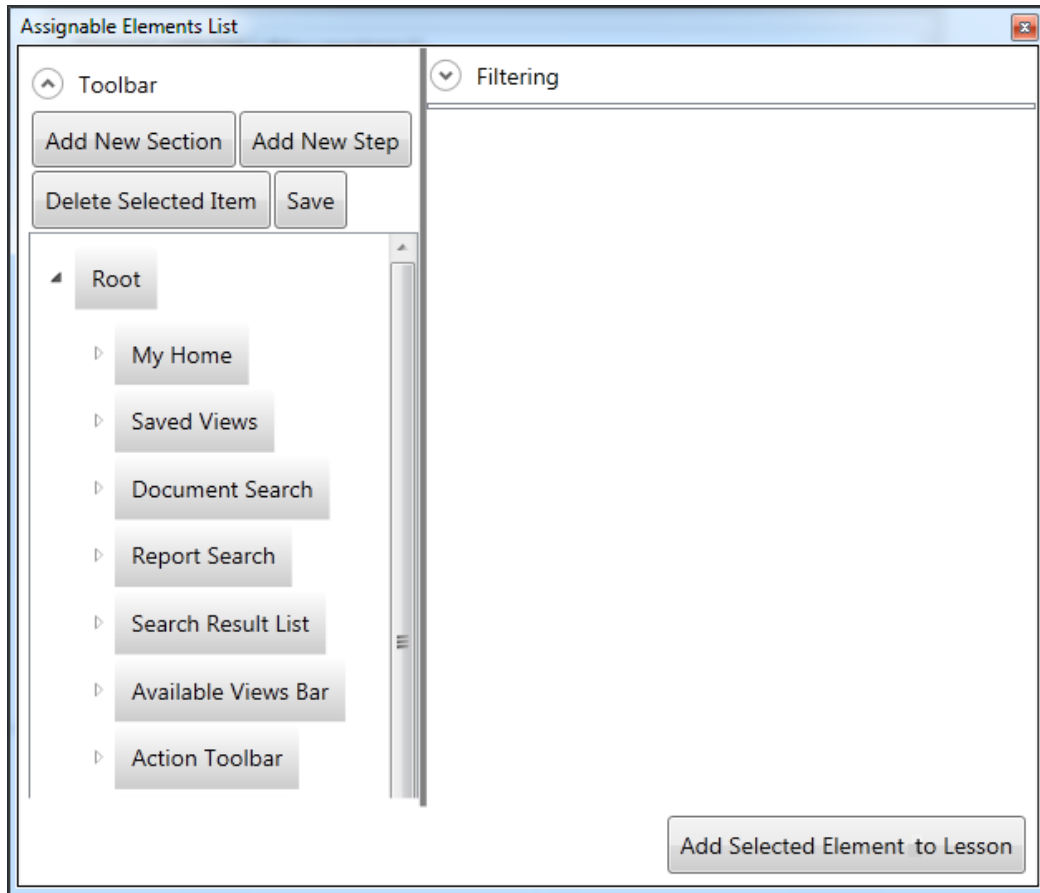 Assignable Elements List
Toolbar
Filtering
Add New Section
Add New Step
Delete Selected Item
Save
Root
My Home
Saved Views
Document Search
Report Search
Search Result List
Available Views Bar
Action Toolbar
Add Selected Element to Lesson